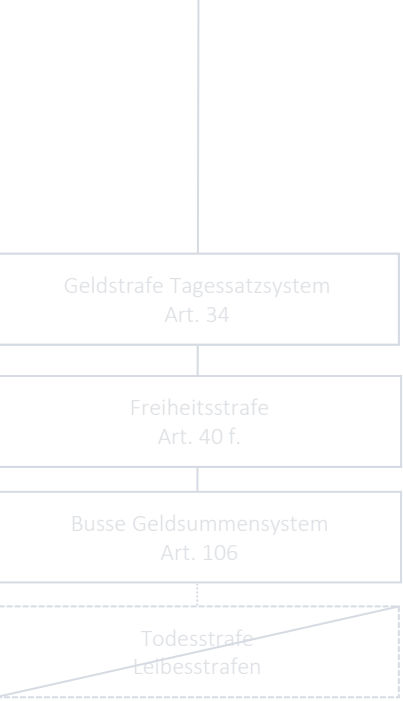 Geldstrafe Tagessatzsystem
Art. 34
Freiheitsstrafe
Art. 40 f.
Busse Geldsummensystem
Art. 106
Todesstrafe
Leibesstrafen